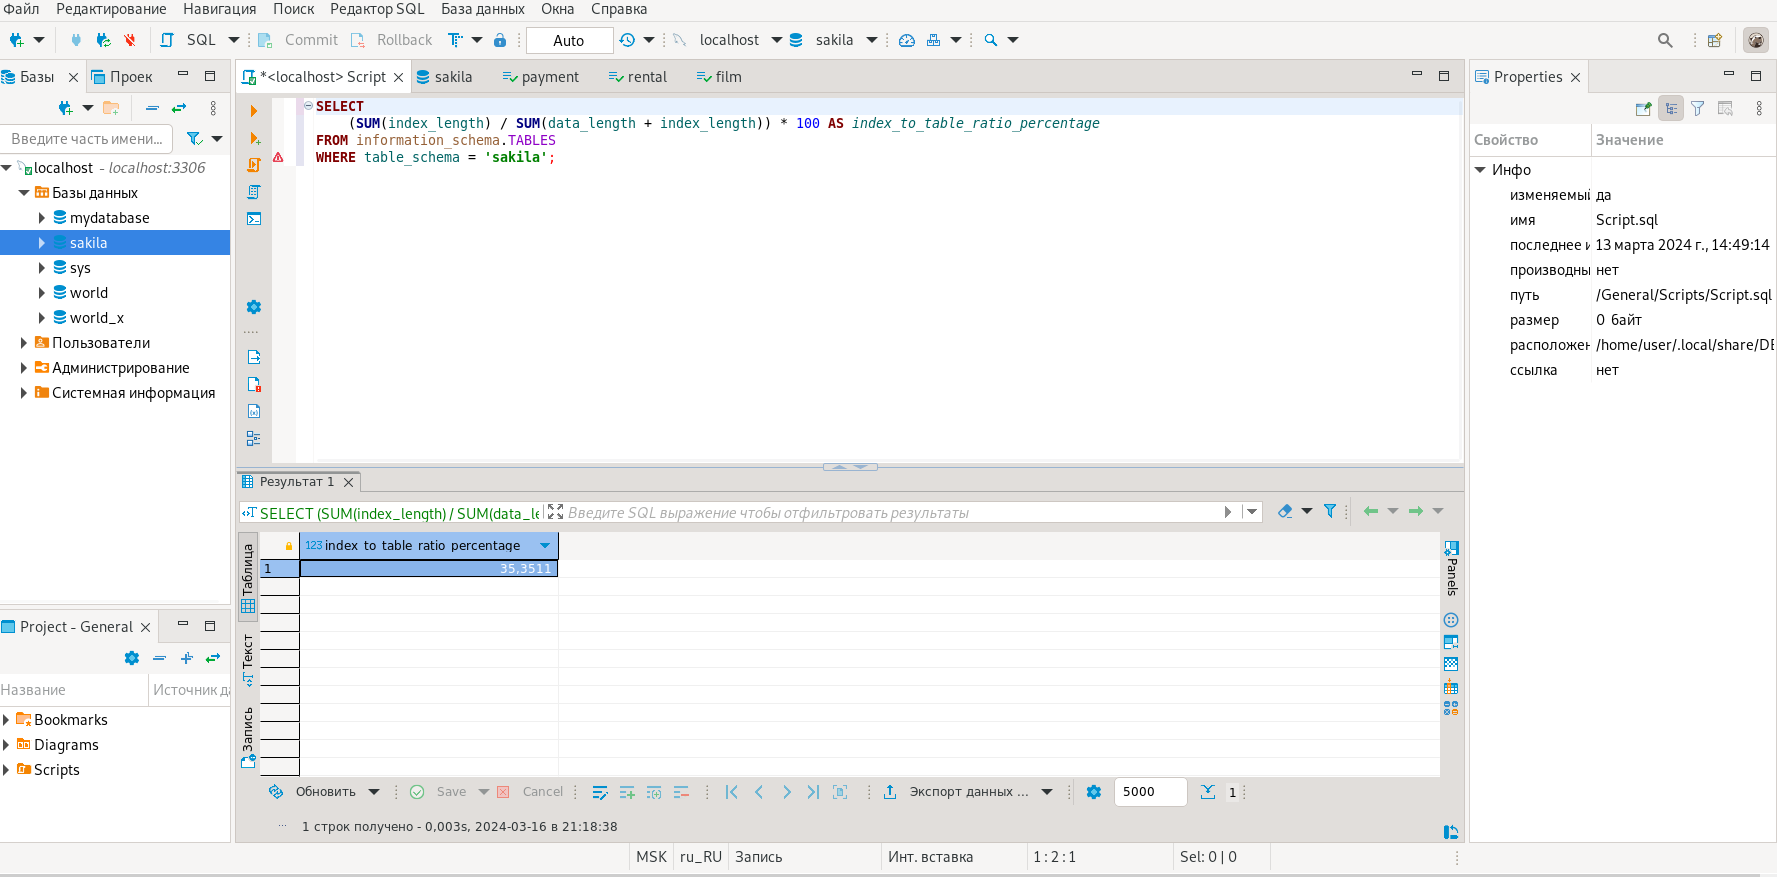 Файл Редактирование Навигация Поиск Редактор SQL База данных Окна Справка
SQL Commit Rollback Auto localhost sakila
Базы Проек
Введите часть имени...
localhost - localhost:3306
Базы данных
mydatabase
sakila
sys
world
world_x
Пользователи
Администрирование
Системная информация
Project - General
Название Источник да
Bookmarks
Diagrams
Scripts
*<localhost> Script sakila payment rental film
SELECT
(SUM(index_length) / SUM(data_length + index_length)) * 100 AS index_to_table_ratio_percentage
FROM information_schema.TABLES
WHERE table_schema = 'sakila';
Результат 1
SELECT (SUM(index_length) / SUM(data_le Введите SQL выражение чтобы отфильтровать результаты
Таблица
Текст
Запись
123 index_to_table_ratio_percentage
1 35,3511
Panels
Обновить Save Cancel Экспорт данных ... 5000 1
... 1 строк получено - 0,003s, 2024-03-16 в 21:18:38
Properties
Свойство Значение
Инфо
изменяемый да
имя Script.sql
последнее и 13 марта 2024 г., 14:49:14
производны нет
путь /General/Scripts/Script.sql
размер 0 байт
расположен /home/user/.local/share/DB
ссылка нет
MSK ru_RU Запись Инт. вставка 1 : 2 : 1 Sel: 0 | 0